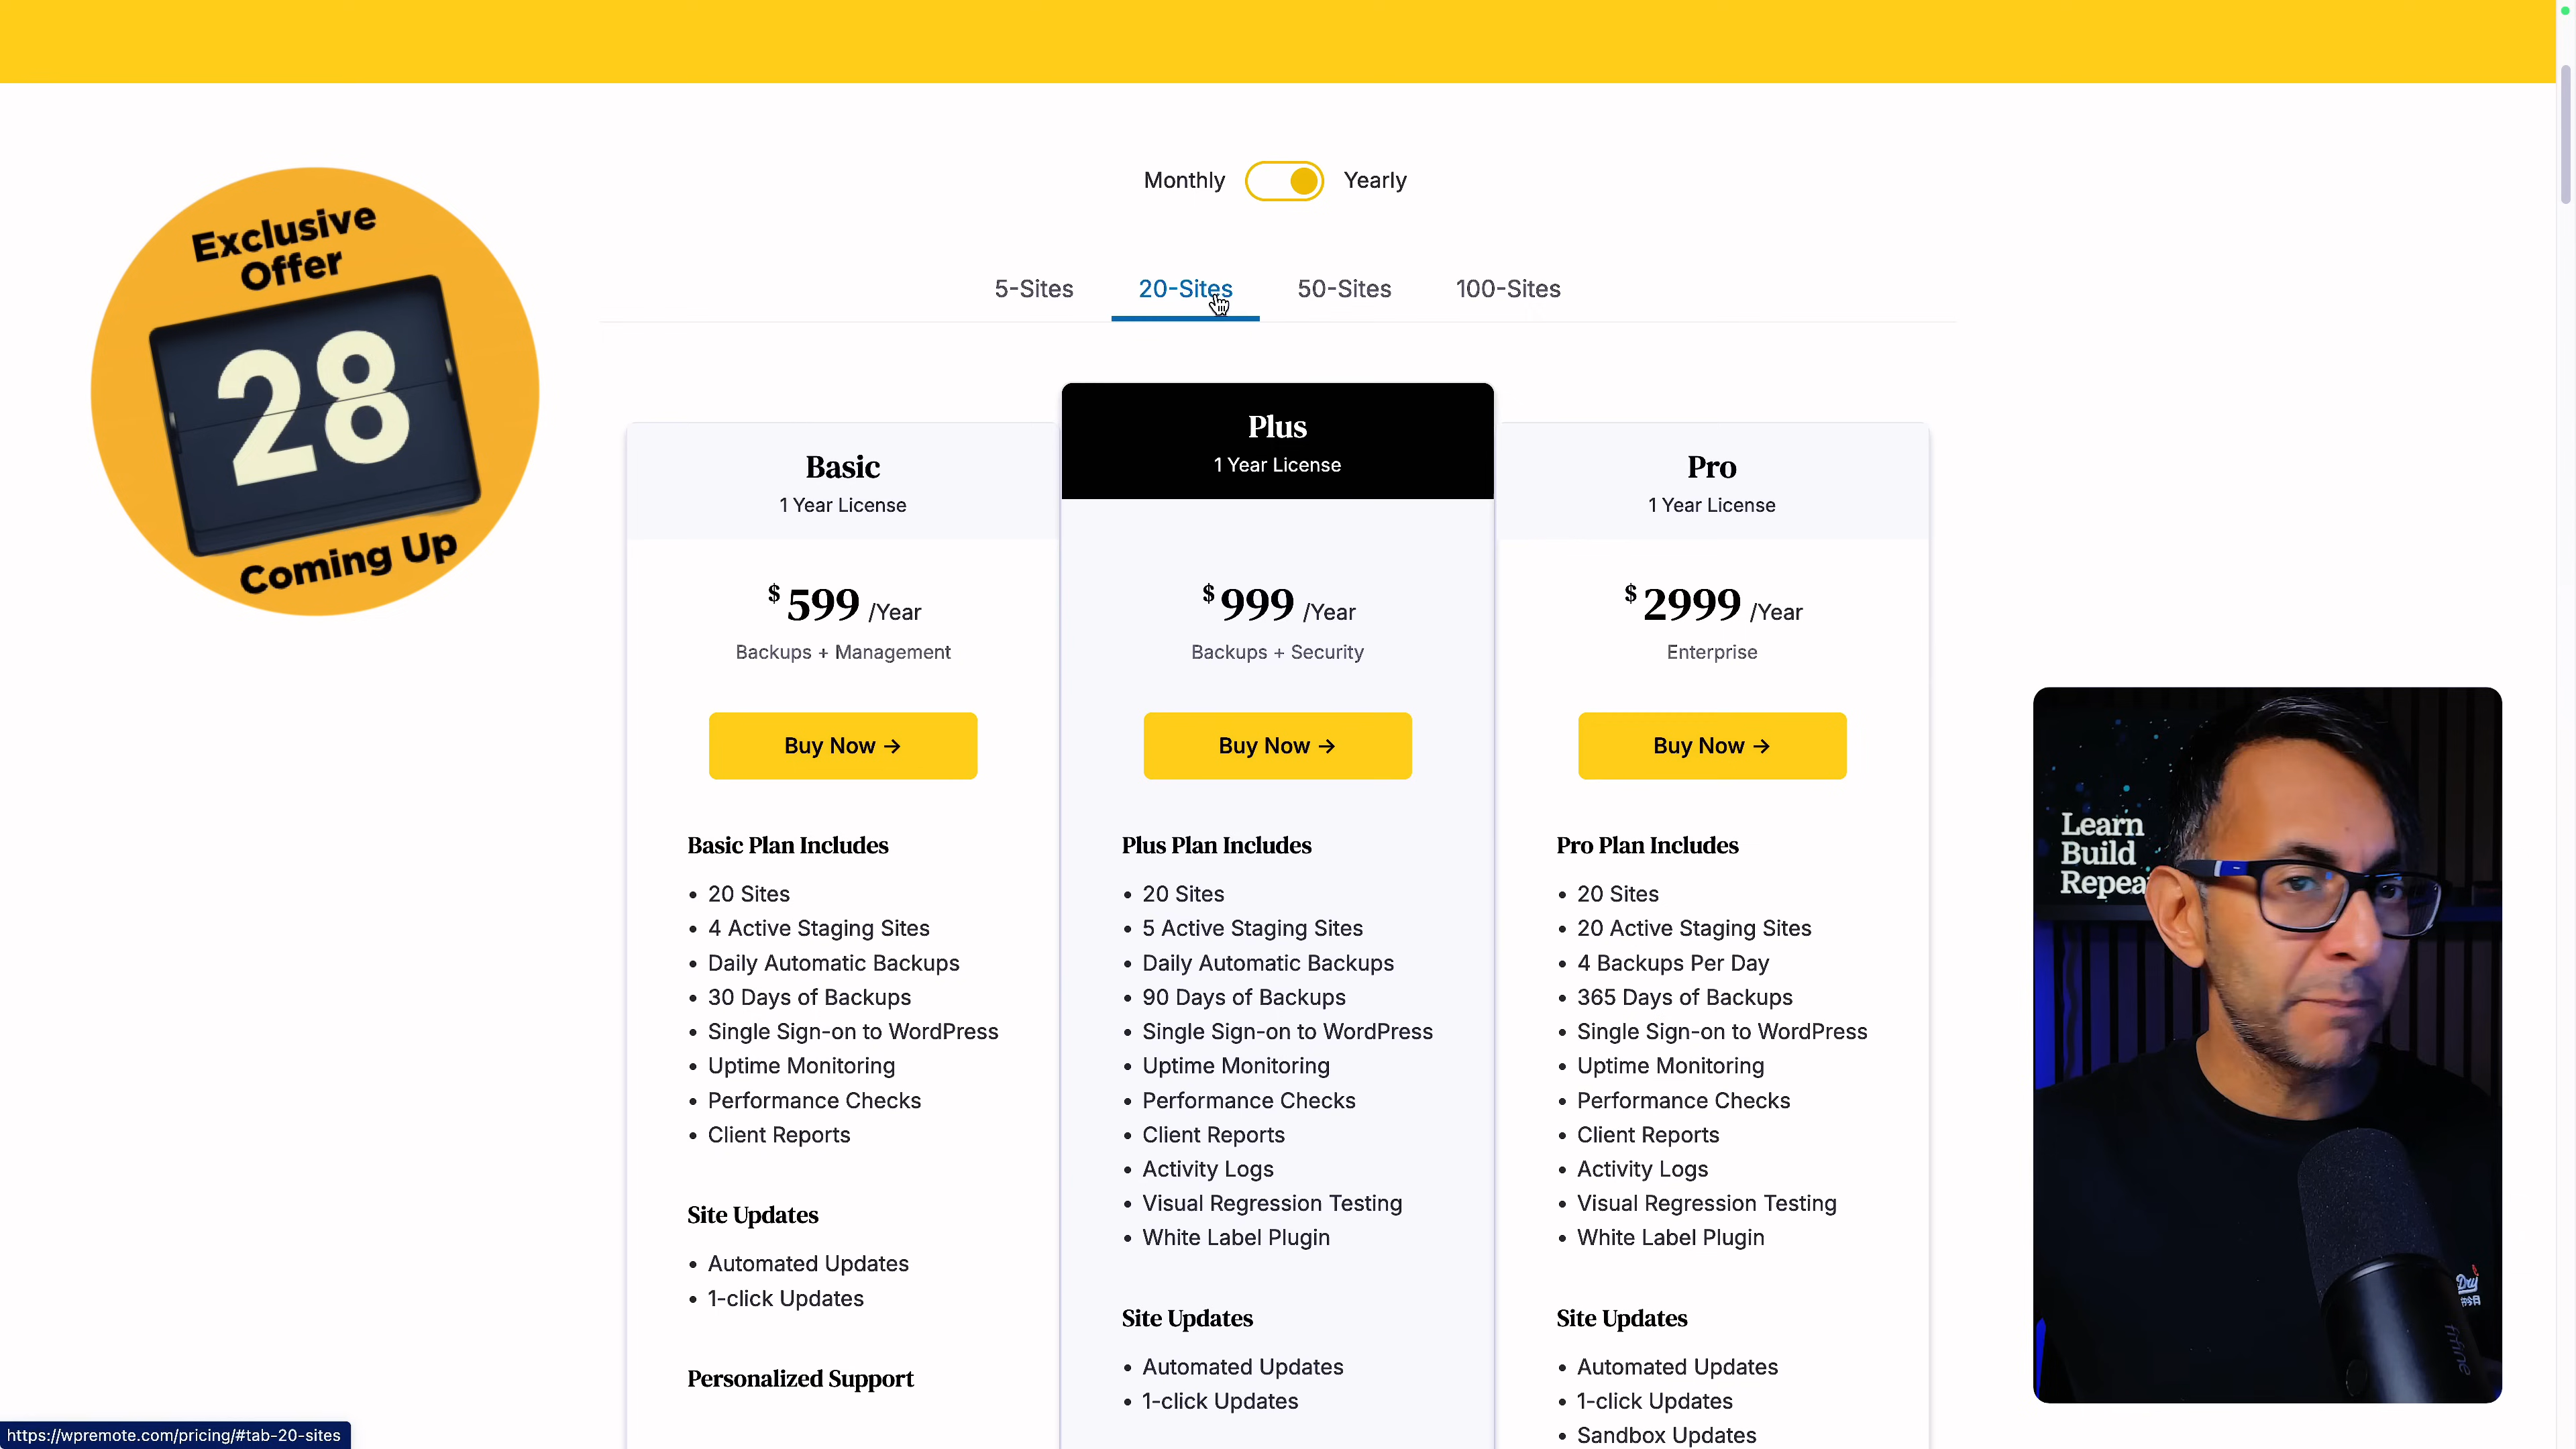 Monthly
Yearly
5-Sites
20-Sites
50-Sites
100-Sites
Exclusive
Offer
28
Coming Up
Basic
1 Year License
$ 599 /Year
Backups + Management
Buy Now →
Basic Plan Includes
• 20 Sites
• 4 Active Staging Sites
• Daily Automatic Backups
• 30 Days of Backups
• Single Sign-on to WordPress
• Uptime Monitoring
• Performance Checks
• Client Reports
Site Updates
• Automated Updates
• 1-click Updates
Personalized Support
Plus
1 Year License
$ 999 /Year
Backups + Security
Buy Now →
Plus Plan Includes
• 20 Sites
• 5 Active Staging Sites
• Daily Automatic Backups
• 90 Days of Backups
• Single Sign-on to WordPress
• Uptime Monitoring
• Performance Checks
• Client Reports
• Activity Logs
• Visual Regression Testing
• White Label Plugin
Site Updates
• Automated Updates
• 1-click Updates
Pro
1 Year License
$ 2999 /Year
Enterprise
Buy Now →
Pro Plan Includes
• 20 Sites
• 20 Active Staging Sites
• 4 Backups Per Day
• 365 Days of Backups
• Single Sign-on to WordPress
• Uptime Monitoring
• Performance Checks
• Client Reports
• Activity Logs
• Visual Regression Testing
• White Label Plugin
Site Updates
• Automated Updates
• 1-click Updates
• Sandbox Updates
Learn
Build
Repea
fifine
https://wpremote.com/pricing/#tab-20-sites